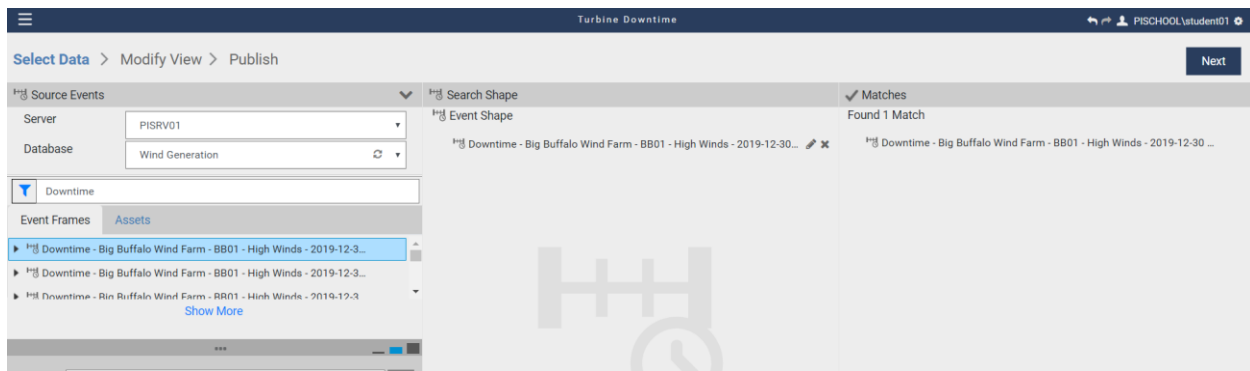 Turbine Downtime
PISCHOOL\student01
Select Data > Modify View > Publish
Next
Source Events
Server
PISRV01
Database
Wind Generation
Downtime
Event Frames
Assets
Downtime - Big Buffalo Wind Farm - BB01 - High Winds - 2019-12-3...
Downtime - Big Buffalo Wind Farm - BB01 - High Winds - 2019-12-3...
Downtime - Big Buffalo Wind Farm - BB01 - High Winds - 2019-12-3
Show More
Search Shape
Event Shape
Downtime - Big Buffalo Wind Farm - BB01 - High Winds - 2019-12-30...
Matches
Found 1 Match
Downtime - Big Buffalo Wind Farm - BB01 - High Winds - 2019-12-30 ...